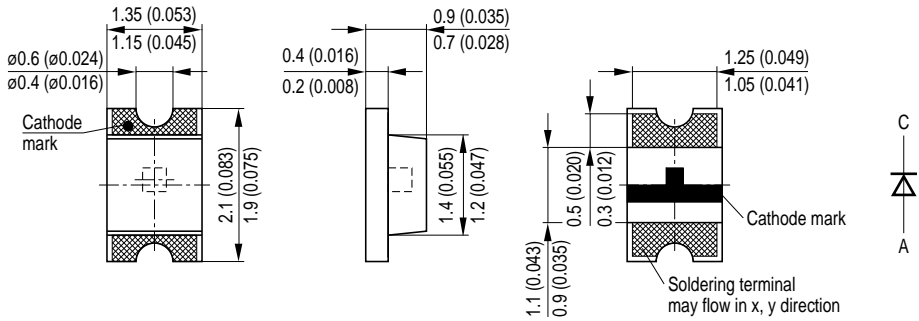 1.35 (0.053)
1.15 (0.045)
ø0.6 (ø0.024)
ø0.4 (ø0.016)
Cathode
mark
2.1 (0.083)
1.9 (0.075)
0.9 (0.035)
0.7 (0.028)
0.4 (0.016)
0.2 (0.008)
1.4 (0.055)
1.2 (0.047)
1.25 (0.049)
1.05 (0.041)
0.5 (0.020)
0.3 (0.012)
1.1 (0.043)
0.9 (0.035)
Cathode mark
Soldering terminal
may flow in x, y direction
C
A